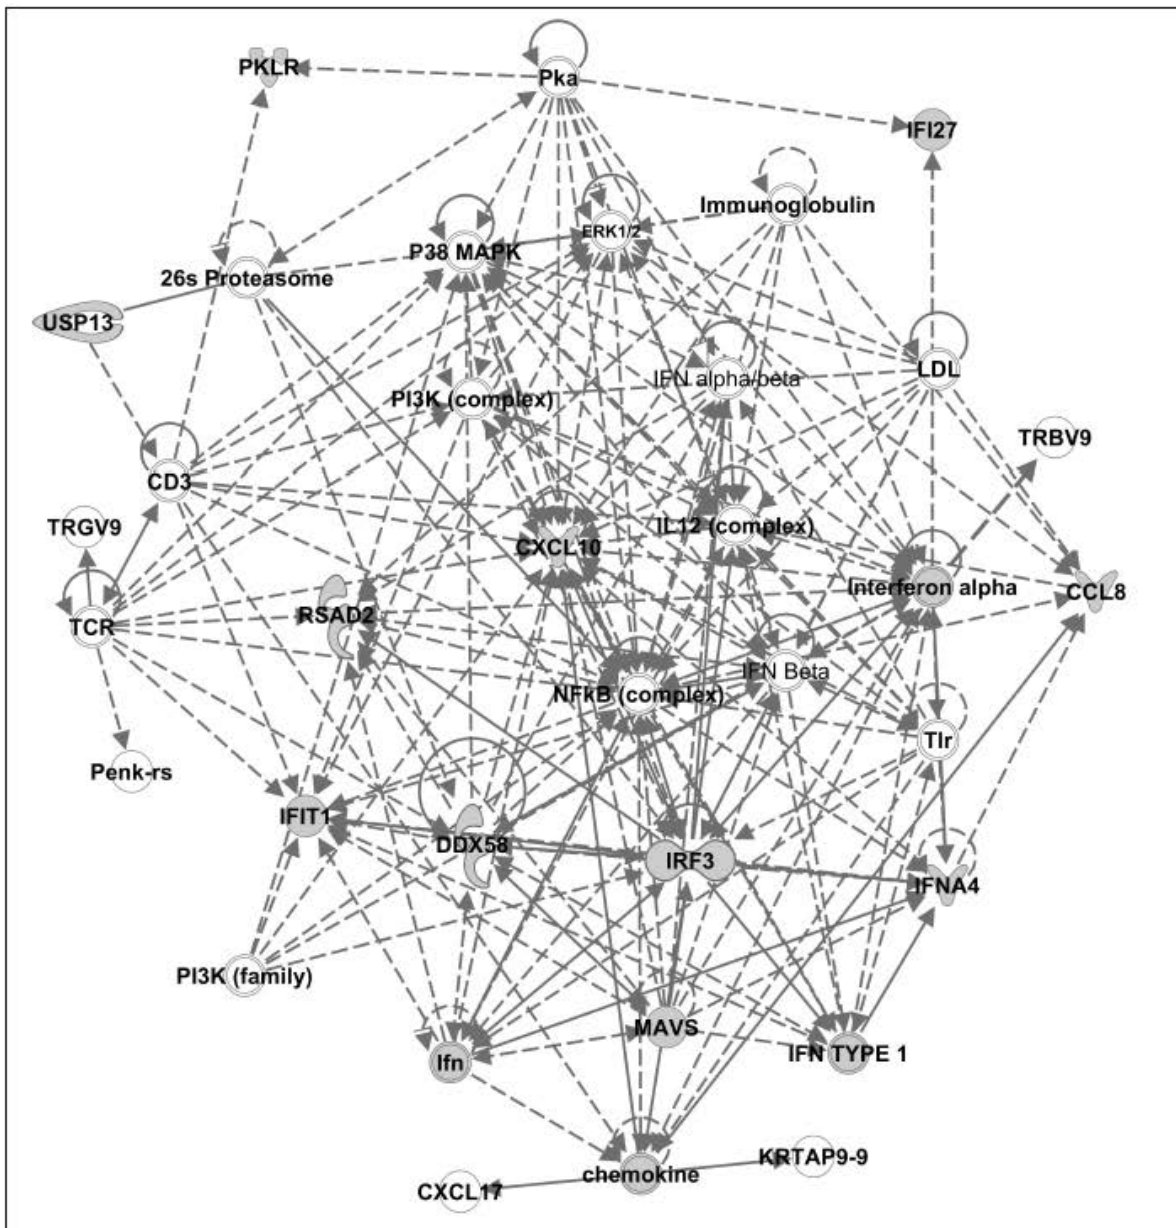 PKLR
Pka
IFI27
Immunoglobulin
ERK1/2
P38 MAPK
26s Proteasome
USP13
IFN alpha/beta
LDL
PI3K (complex)
TRBV9
CD3
TRGV9
IL12 (complex)
CXCL10
Interferon alpha
CCL8
RSAD2
TCR
IFN Beta
NFkB (complex)
Tlr
Penk-rs
IFIT1
DDX58
IRF3
IFNA4
PI3K (family)
MAVS
IFN TYPE 1
Ifn
KRTAP9-9
chemokine
CXCL17